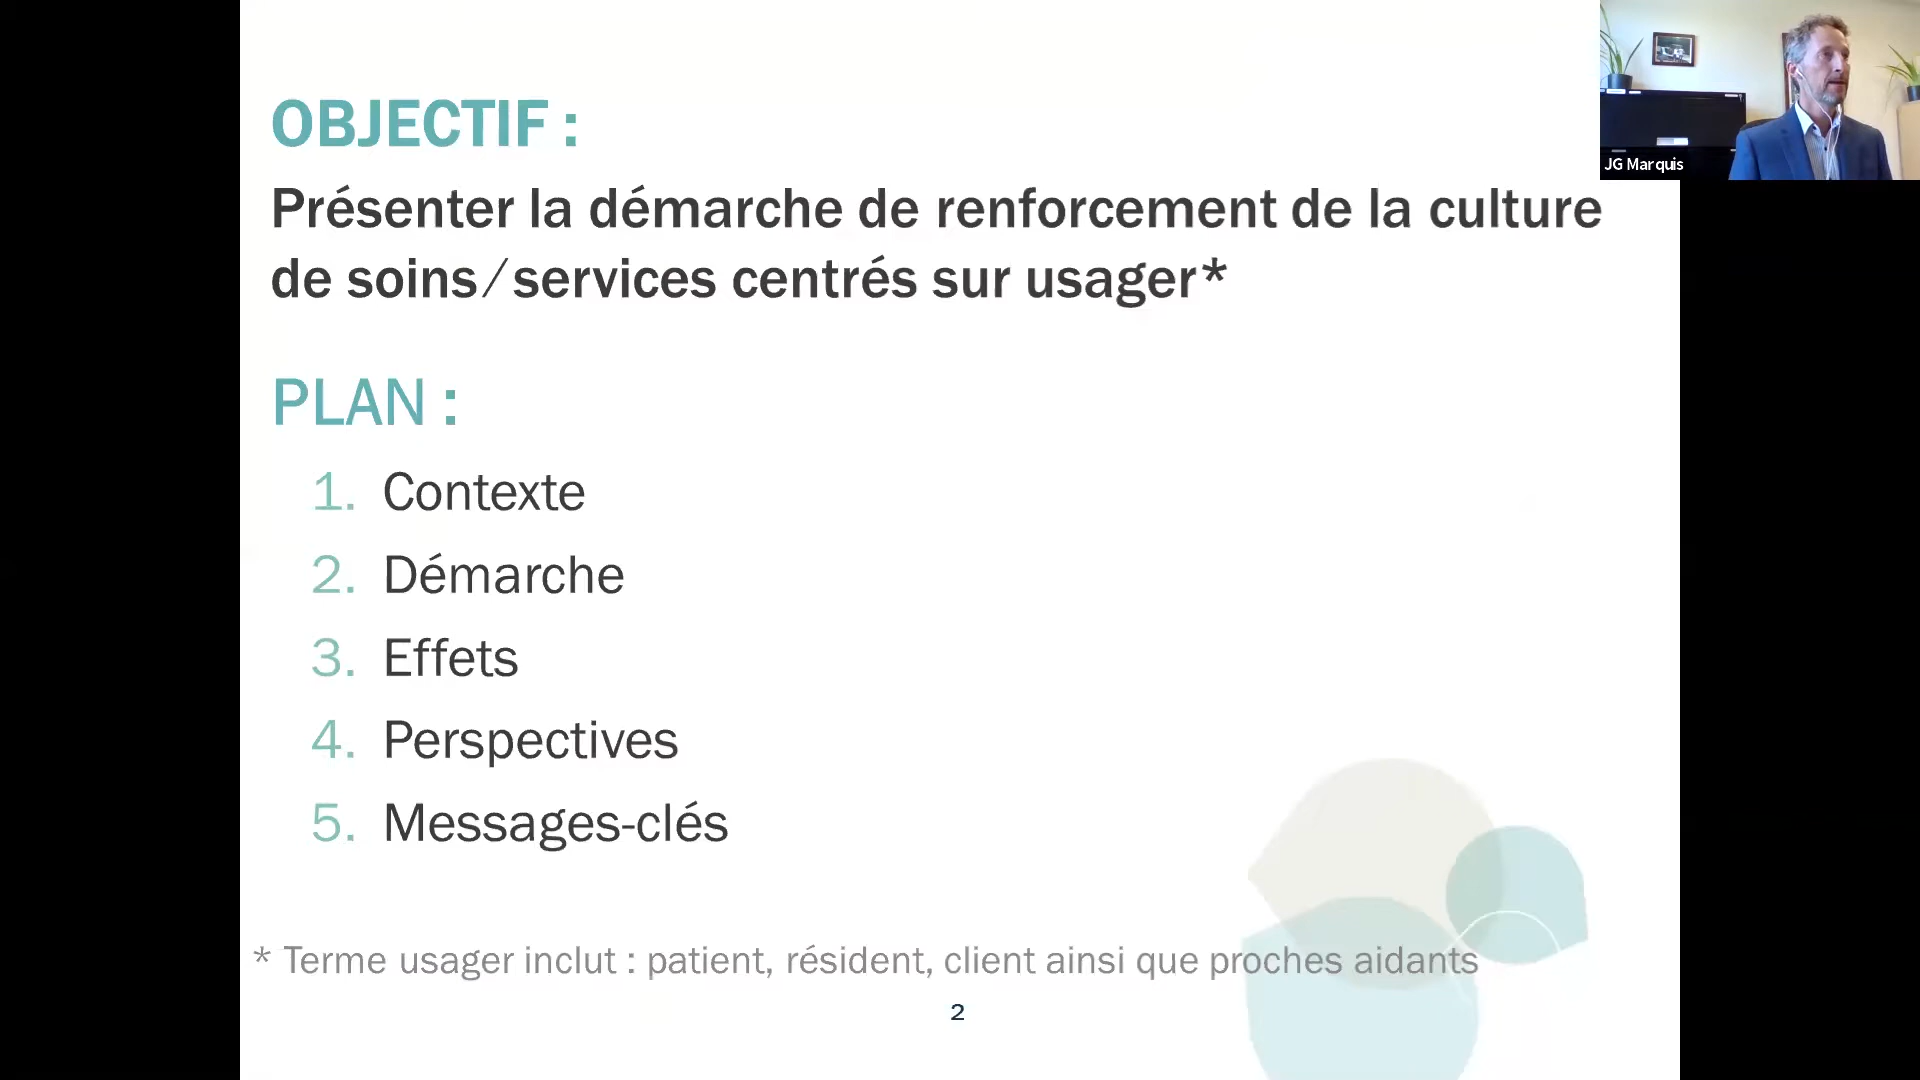 OBJECTIF :
JG Marquis
Présenter la démarche de renforcement de la culture
de soins/services centrés sur usager*
PLAN :
1. Contexte
2. Démarche
3. Effets
4. Perspectives
5. Messages-clés
* Terme usager inclut : patient, résident, client ainsi que proches aidants
2